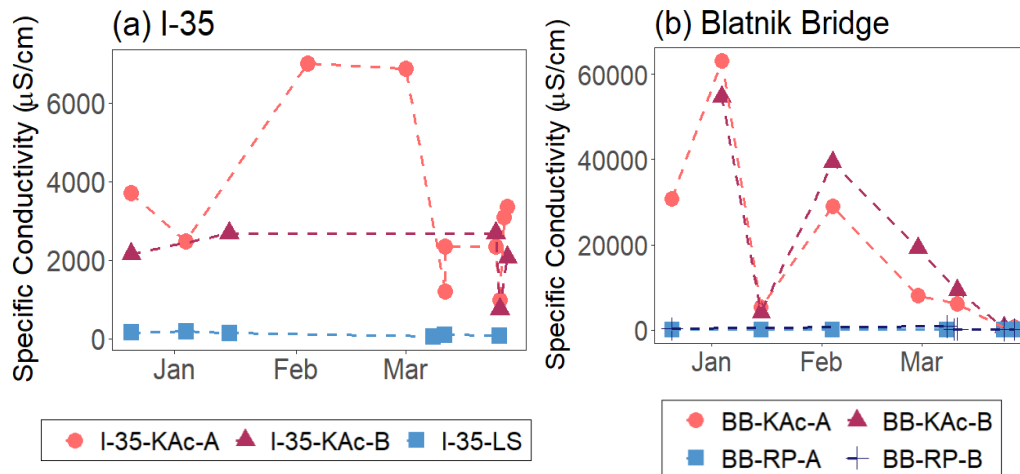 (a) I-35
Specific Conductivity (μS/cm)
6000
4000
2000
0
Jan Feb Mar
I-35-KAc-A I-35-KAc-B I-35-LS
(b) Blatnik Bridge
Specific Conductivity (μS/cm)
60000
40000
20000
0
Jan Feb Mar
BB-KAc-A BB-KAc-B
BB-RP-A BB-RP-B